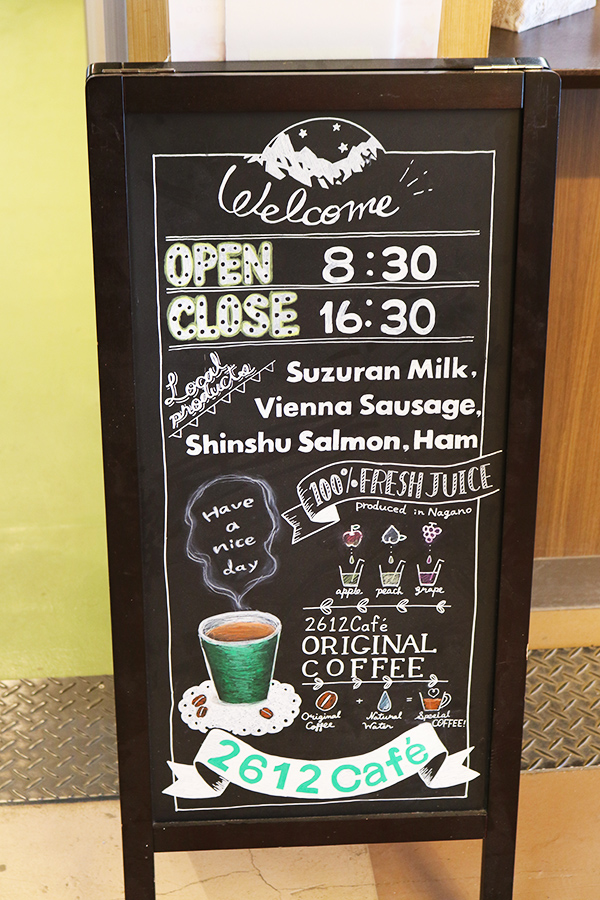 Welcome
OPEN 8:30
CLOSE 16:30
Local
products
Suzuran Milk,
Vienna Sausage,
Shinshu Salmon, Ham
100% FRESH JUICE
produced in Nagano
apple peach grape
Have
a
nice
day
2612Café
ORIGINAL
COFFEE
Original
Coffee
+
Natural
Water
=
Special
COFFEE!
2612 Café